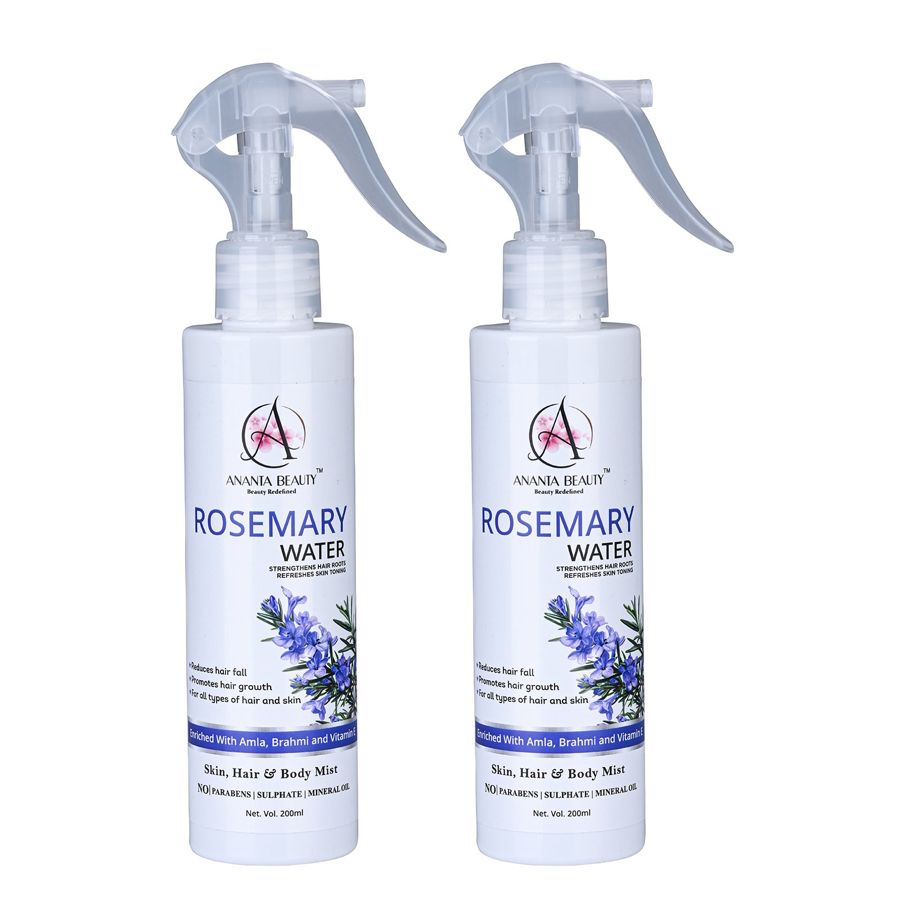 A
ANANTA BEAUTY™
Beauty Redefined
ROSEMARY
WATER
STRENGTHENS HAIR ROOTS
REFRESHES SKIN TONING
• Reduces hair fall
• Promotes hair growth
• For all types of hair and skin
Enriched With Amla, Brahmi and Vitamin E
Skin, Hair & Body Mist
NO|PARABENS|SULPHATE|MINERAL OIL
Net. Vol. 200ml
A
ANANTA BEAUTY™
Beauty Redefined
ROSEMARY
WATER
STRENGTHENS HAIR ROOTS
REFRESHES SKIN TONING
• Reduces hair fall
• Promotes hair growth
• For all types of hair and skin
Enriched With Amla, Brahmi and Vitamin E
Skin, Hair & Body Mist
NO|PARABENS|SULPHATE|MINERAL OIL
Net. Vol. 200ml